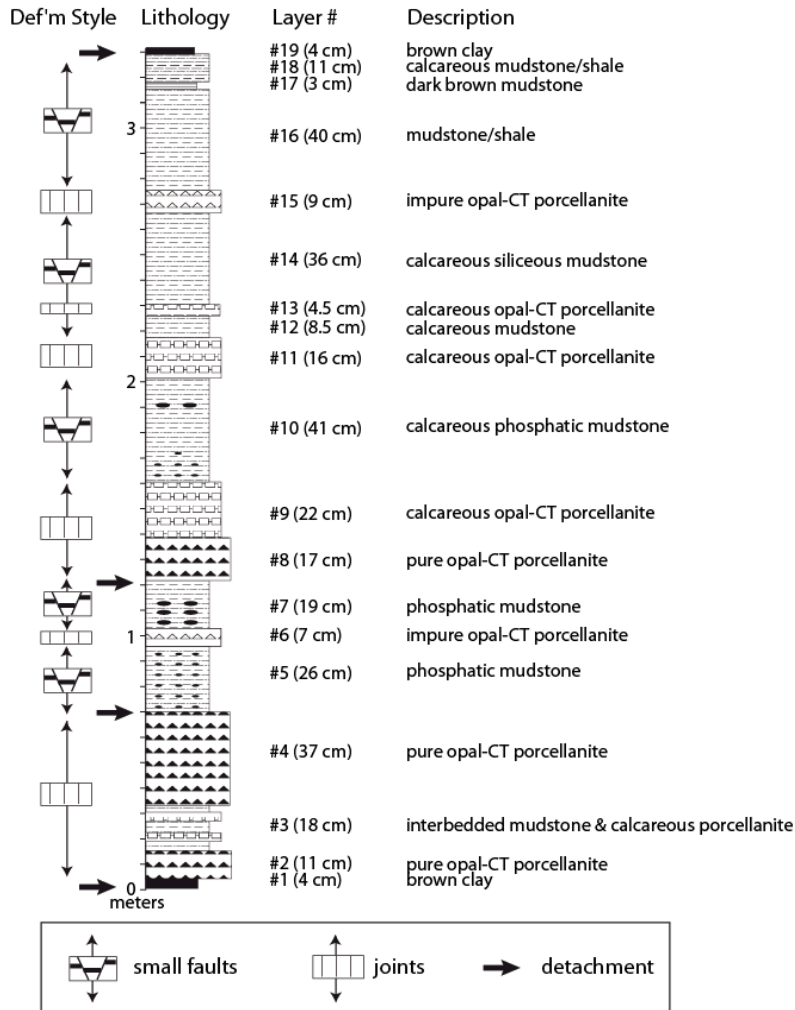 Def'm Style Lithology Layer # Description
#19 (4 cm) brown clay
#18 (11 cm) calcareous mudstone/shale
#17 (3 cm) dark brown mudstone
3 #16 (40 cm) mudstone/shale
#15 (9 cm) impure opal-CT porcellanite
#14 (36 cm) calcareous siliceous mudstone
#13 (4.5 cm) calcareous opal-CT porcellanite
#12 (8.5 cm) calcareous mudstone
#11 (16 cm) calcareous opal-CT porcellanite
2
#10 (41 cm) calcareous phosphatic mudstone
#9 (22 cm) calcareous opal-CT porcellanite
#8 (17 cm) pure opal-CT porcellanite
#7 (19 cm) phosphatic mudstone
1 #6 (7 cm) impure opal-CT porcellanite
#5 (26 cm) phosphatic mudstone
#4 (37 cm) pure opal-CT porcellanite
#3 (18 cm) interbedded mudstone & calcareous porcellanite
#2 (11 cm) pure opal-CT porcellanite
#1 (4 cm) brown clay
0
meters
small faults joints detachment